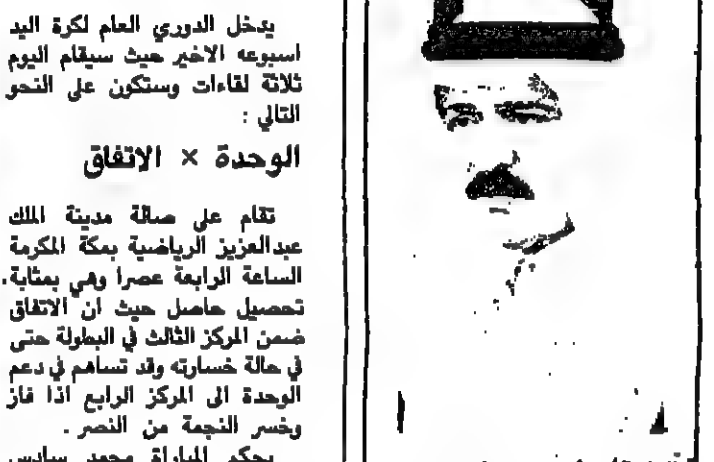 يدخل الدوري العام لكرة اليد
اسبوعه الاخير حيث سيقام اليوم
ثلاثة لقاءات وستكون على النحو
التالي :
الوحدة × الاتفاق
تقام على صالة مدينة الملك
عبدالعزيز الرياضية بمكة المكرمة
الساعة الرابعة عصرا وهي بمثابة
تحصيل حاصل حيث ان الاتفاق
ضمن المركز الثالث في البطولة حتى
في حالة خسارته وقد تساهم في دعم
الوحدة الى المركز الرابع اذا فاز
وخسر النجمة من النصر .
يحكم المباراة محمد سادس